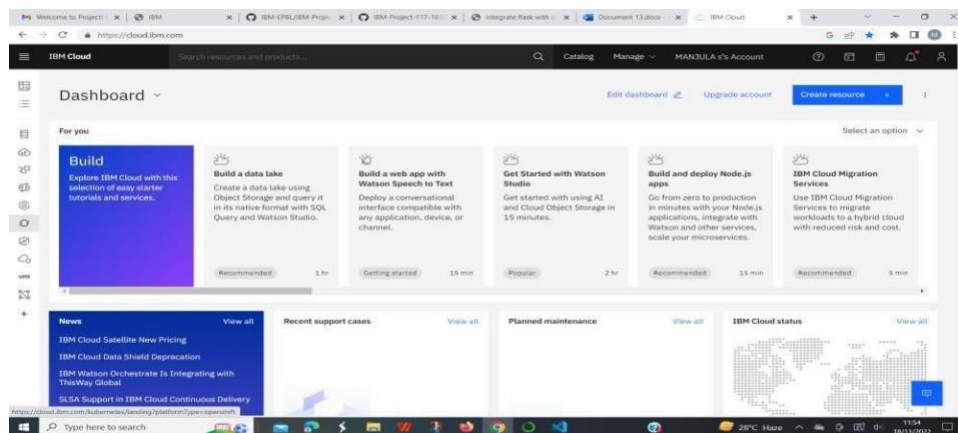 Welcome to Project
IBM
IBM-EPBL/IBM-Projec
IBM-Project-117-165
integrate flask with
Document 13.docx
IBM Cloud
https://cloud.ibm.com
IBM Cloud
Search resources and products...
Catalog
Manage
MANJULA s's Account
Dashboard
Edit dashboard
Upgrade account
Create resource +
For you
Select an option
Build
Explore IBM Cloud with this
selection of easy starter
tutorials and services.
Build a data lake
Create a data lake using
Object Storage and query it
in its native format with SQL
Query and Watson Studio.
Recommended 1 hr
Build a web app with
Watson Speech to Text
Deploy a conversational
interface compatible with
any application, device, or
channel.
Getting started 15 min
Get Started with Watson
Studio
Get started with using AI
and Cloud Object Storage in
15 minutes.
Popular 2 hr
Build and deploy Node.js
apps
Go from zero to production
in minutes with your Node.js
applications, integrate with
Watson and other services,
scale your microservices.
Recommended 15 min
IBM Cloud Migration
Services
Use IBM Cloud Migration
Services to migrate
workloads to a hybrid cloud
with reduced risk and cost.
Recommended 5 min
vm
News View all
IBM Cloud Satellite New Pricing
IBM Cloud Data Shield Deprecation
IBM Watson Orchestrate Is Integrating with
ThisWay Global
SLSA Support in IBM Cloud Continuous Delivery
Recent support cases View all
Planned maintenance View all
IBM Cloud status View all
https://cloud.ibm.com/kubernetes/landing?platformType=openshift
Type here to search
28°C Haze
11:54
18/11/2022